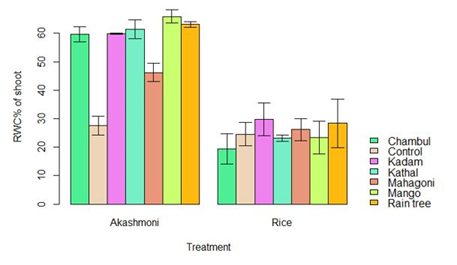 RWC% of shoot
60
50
40
30
20
10
0
Akashmoni
Rice
Treatment
Chambul
Control
Kadam
Kathal
Mahagoni
Mango
Rain tree